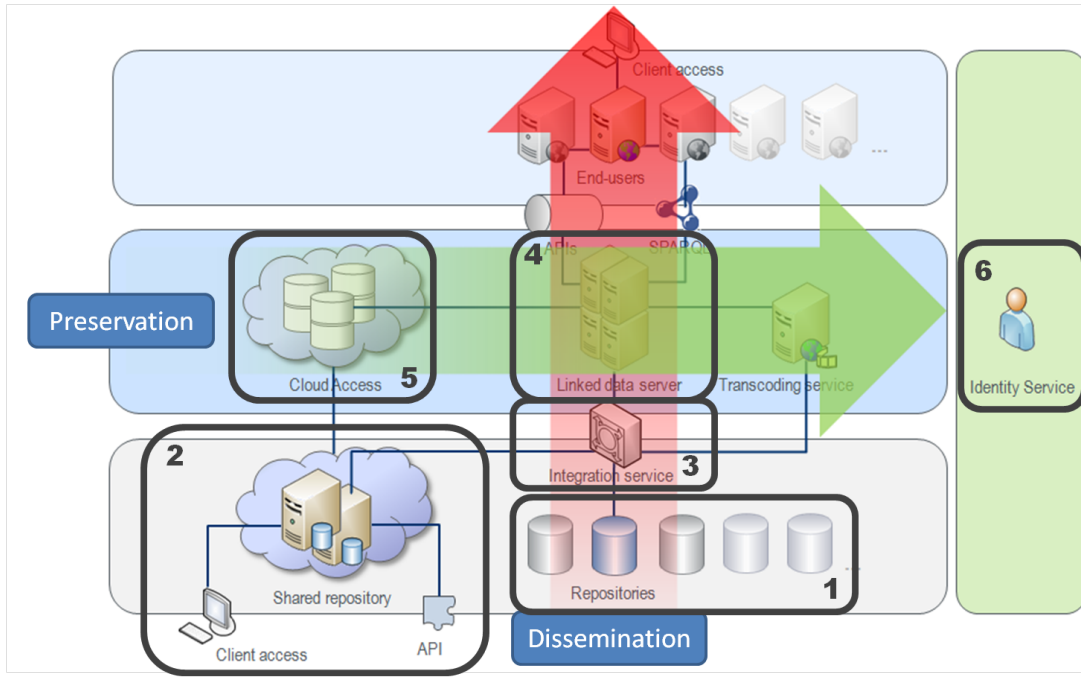 Client access
...
End-users
APIs
SPARQL
4
6
Preservation
Cloud Access
5
Linked data server
Transcoding service
Identity Service
2
Integration service
3
Shared repository
Repositories
1
...
Client access
API
Dissemination